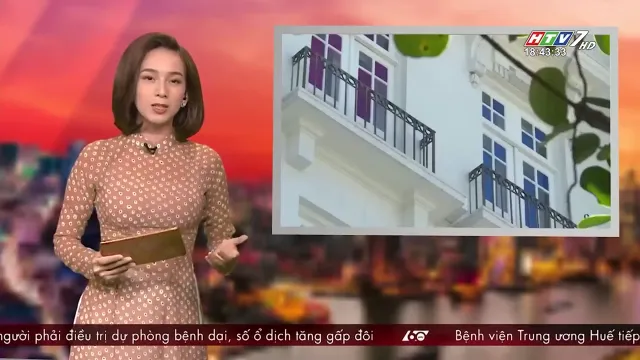 HTV7 HD
18:43:33
người phải điều trị dự phòng bệnh dại, số ổ dịch tăng gấp đôi
Bệnh viện Trung ương Huế tiếp